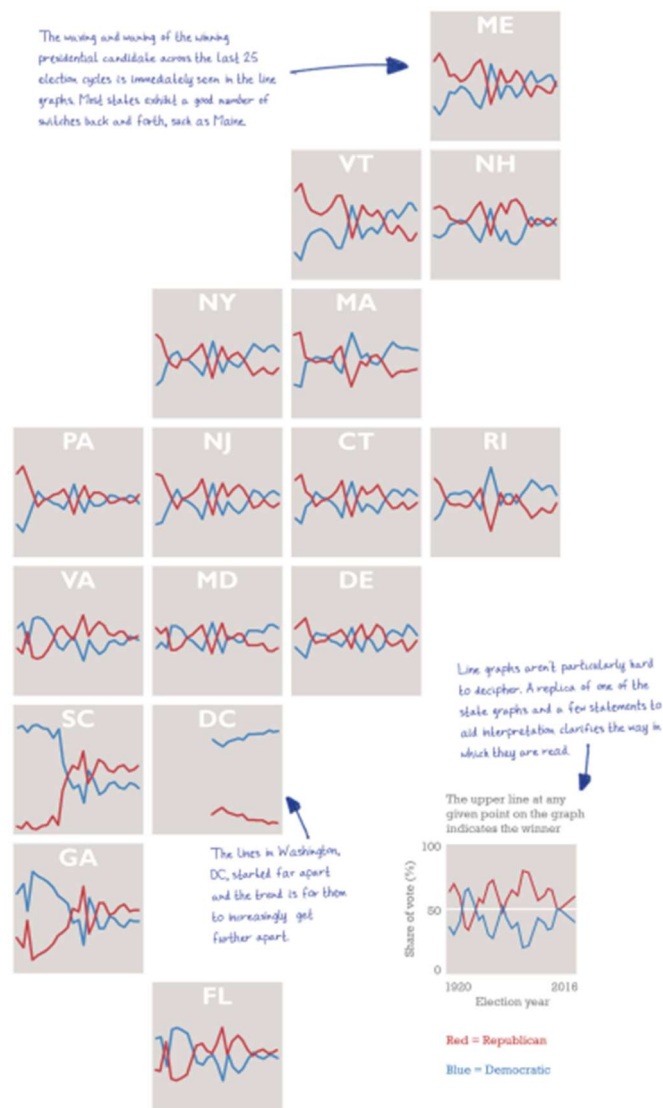 The waxing and waning of the winning
presidential candidate across the last 25
election cycles is immediately seen in the line
graphs. Most states exhibit a good number of
switches back and forth, such as Maine.
ME
VT
NH
NY
MA
PA
NJ
CT
RI
VA
MD
DE
Line graphs aren't particularly hard
to decipher. A replica of one of the
state graphs and a few statements to
aid interpretation clarifies the way in
which they are read.
SC
DC
The upper line at any
given point on the graph
indicates the winner
GA
The lines in Washington,
DC, started far apart
and the trend is for them
to increasingly get
further apart.
100
50
0
Share of vote (%)
1920
2016
Election year
FL
Red = Republican
Blue = Democratic